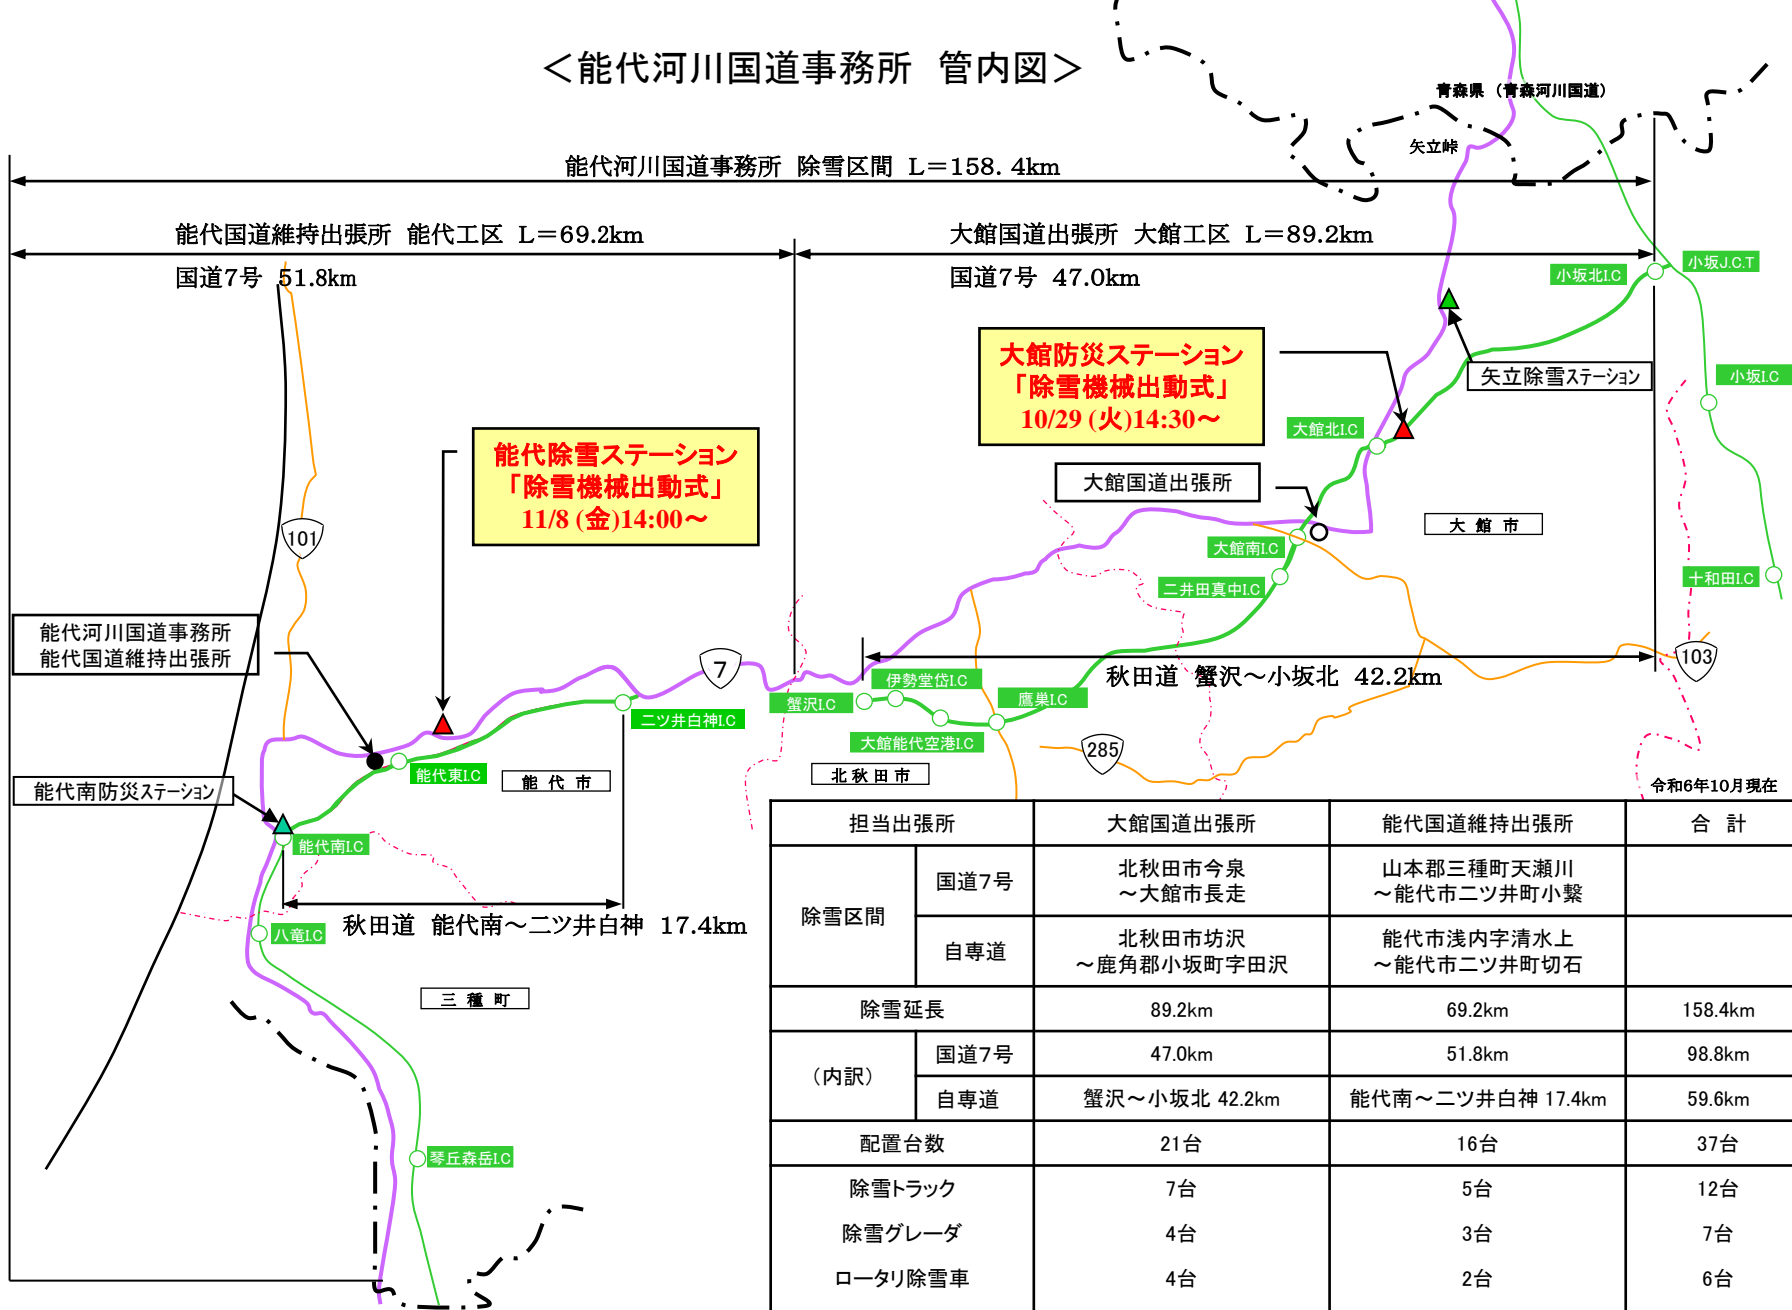 ＜能代河川国道事務所 管内図＞
青森県（青森河川国道）
矢立峠
能代河川国道事務所 除雪区間 L＝158. 4km
能代国道維持出張所 能代工区 L＝69.2km
大館国道出張所 大館工区 L＝89.2km
国道7号 51.8km
国道7号 47.0km
小坂北I.C
小坂J.C.T
大館防災ステーション
「除雪機械出動式」
10/29 (火)14:30～
矢立除雪ステーション
小坂I.C
大館北I.C
能代除雪ステーション
「除雪機械出動式」
11/8 (金)14:00～
大館国道出張所
大 館 市
101
大館南I.C
二井田真中I.C
十和田I.C
能代河川国道事務所
能代国道維持出張所
7
103
秋田道 蟹沢～小坂北 42.2km
伊勢堂岱I.C
蟹沢I.C
鷹巣I.C
二ツ井白神I.C
大館能代空港I.C
285
能代東I.C
能 代 市
北 秋 田 市
能代南防災ステーション
令和6年10月現在
能代南I.C
秋田道 能代南～二ツ井白神 17.4km
八竜I.C
三 種 町
琴丘森岳I.C
担当出張所 大館国道出張所 能代国道維持出張所 合 計
除雪区間
国道7号
北秋田市今泉
～大館市長走
山本郡三種町天瀬川
～能代市二ツ井町小繋
自専道
北秋田市坊沢
～鹿角郡小坂町字田沢
能代市浅内字清水上
～能代市二ツ井町切石
除雪延長 89.2km 69.2km 158.4km
（内訳）
国道7号 47.0km 51.8km 98.8km
自専道 蟹沢～小坂北 42.2km 能代南～二ツ井白神 17.4km 59.6km
配置台数 21台 16台 37台
除雪トラック 7台 5台 12台
除雪グレーダ 4台 3台 7台
ロータリ除雪車 4台 2台 6台